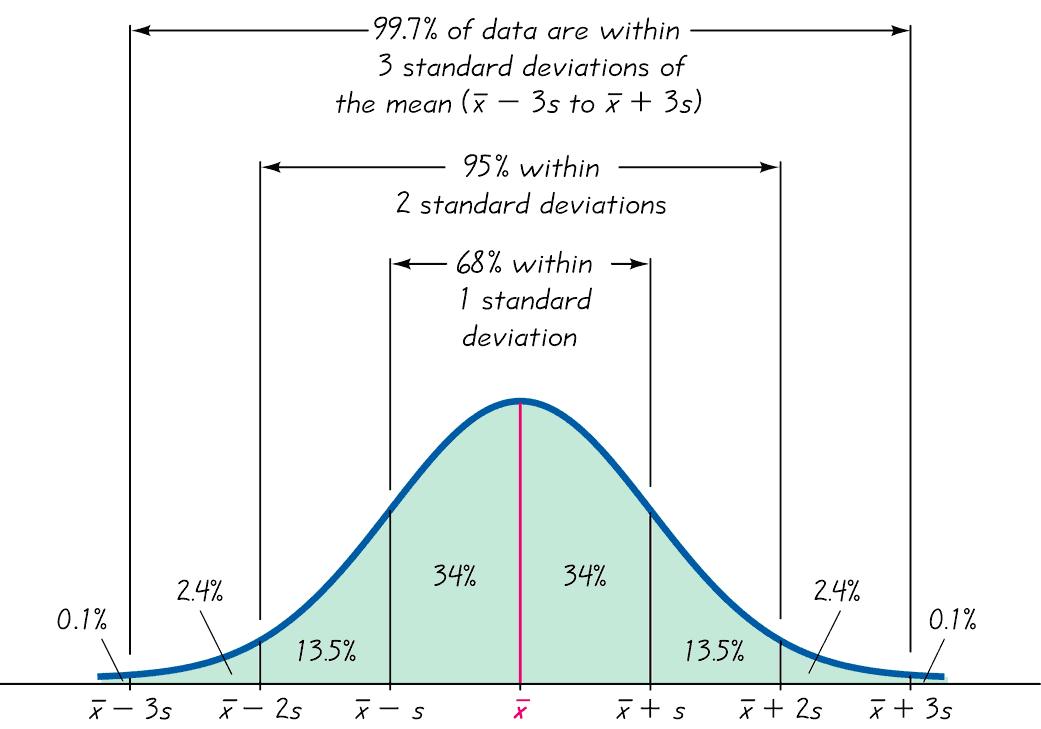 99.7% of data are within
3 standard deviations of
the mean (x̄ − 3s to x̄ + 3s)
95% within
2 standard deviations
68% within
1 standard
deviation
34% 34%
2.4% 2.4%
0.1% 0.1%
13.5% 13.5%
x̄ − 3s x̄ − 2s x̄ − s x̄ x̄ + s x̄ + 2s x̄ + 3s